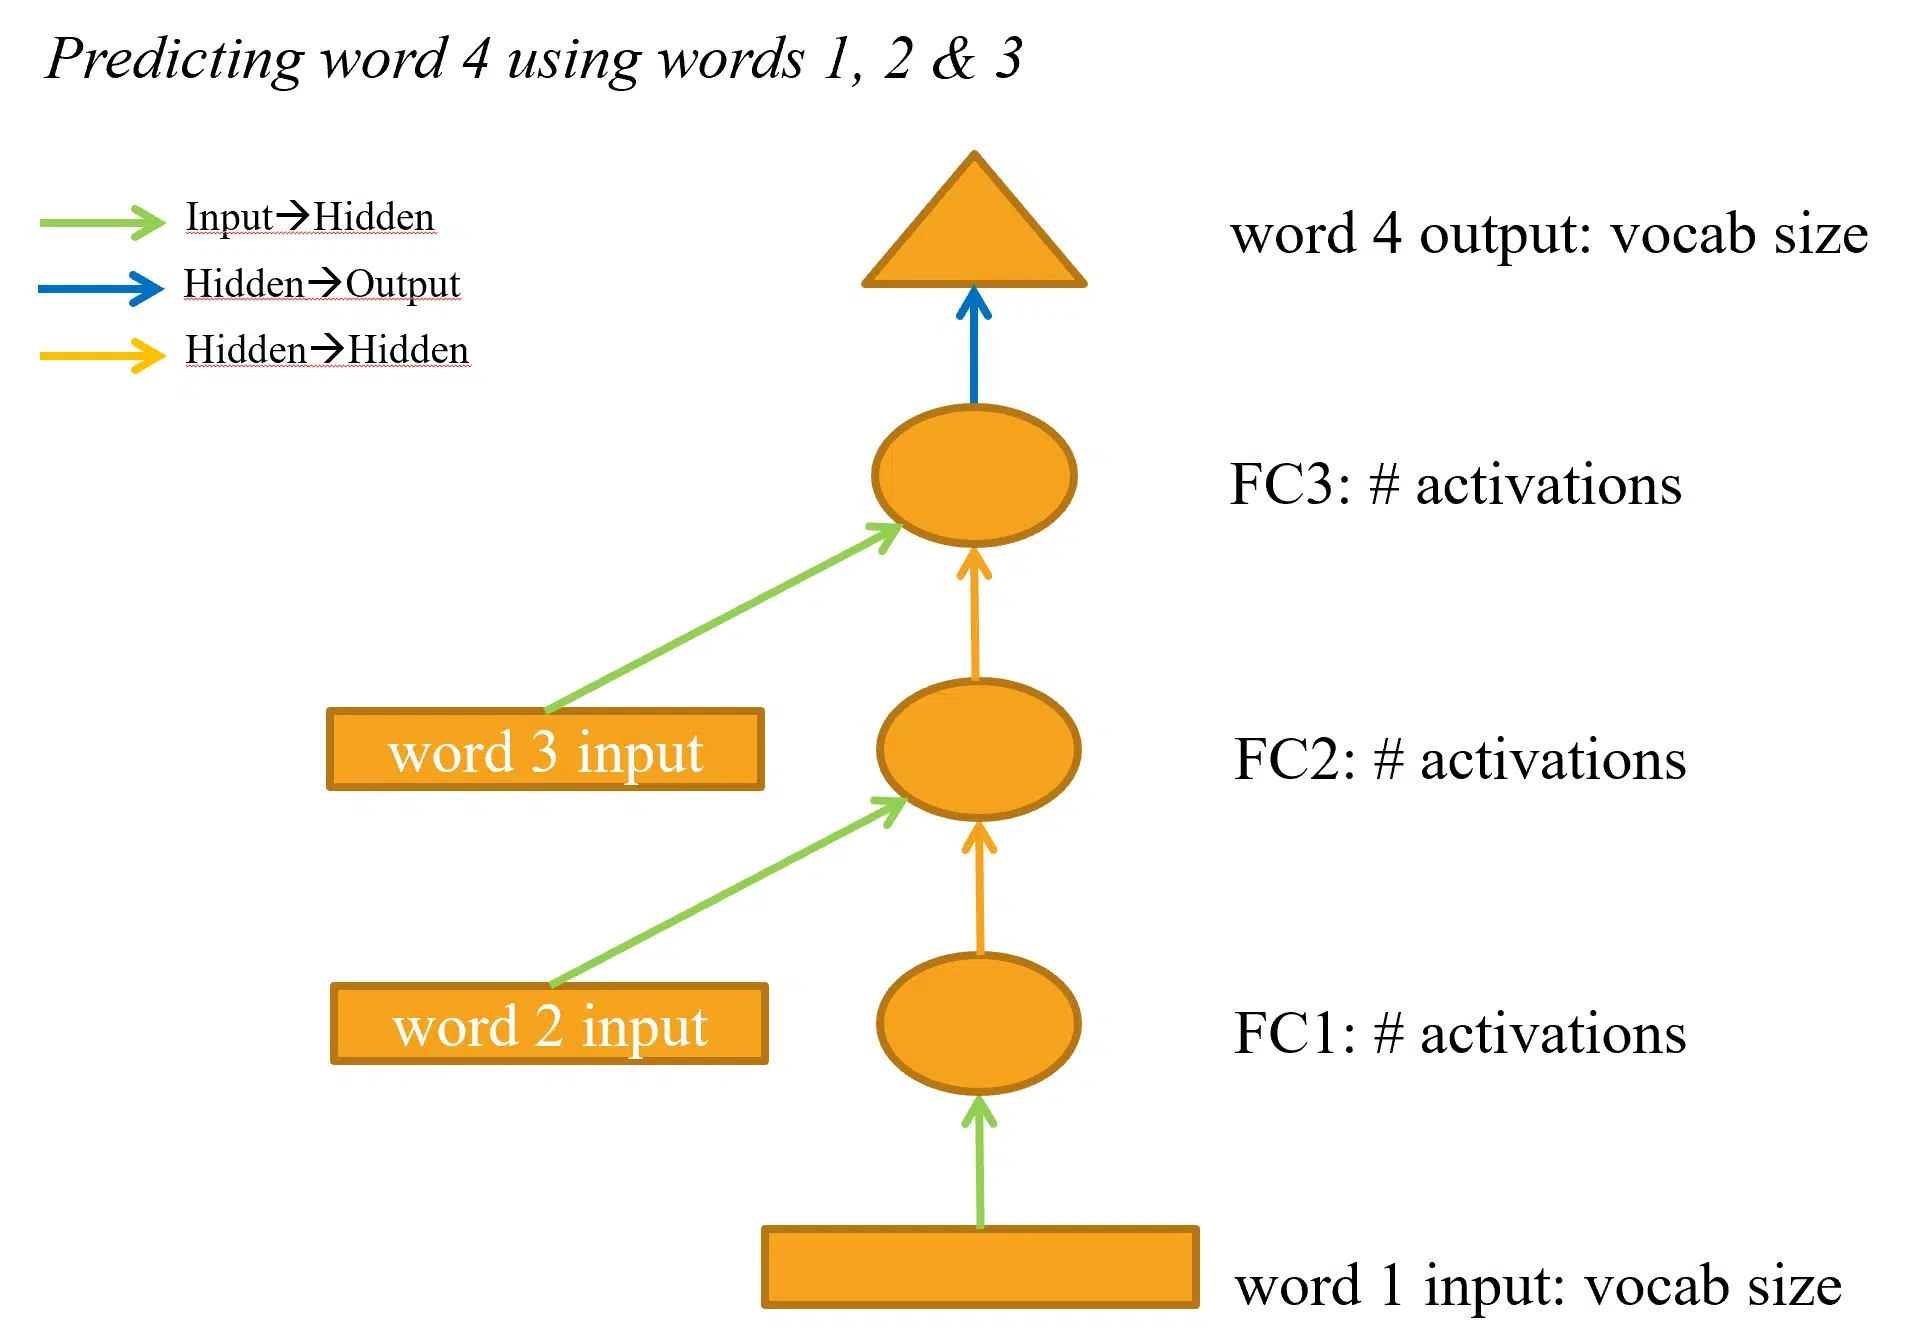 Predicting word 4 using words 1, 2 & 3
Input→Hidden
Hidden→Output
Hidden→Hidden
word 4 output: vocab size
FC3: # activations
word 3 input
FC2: # activations
word 2 input
FC1: # activations
word 1 input: vocab size